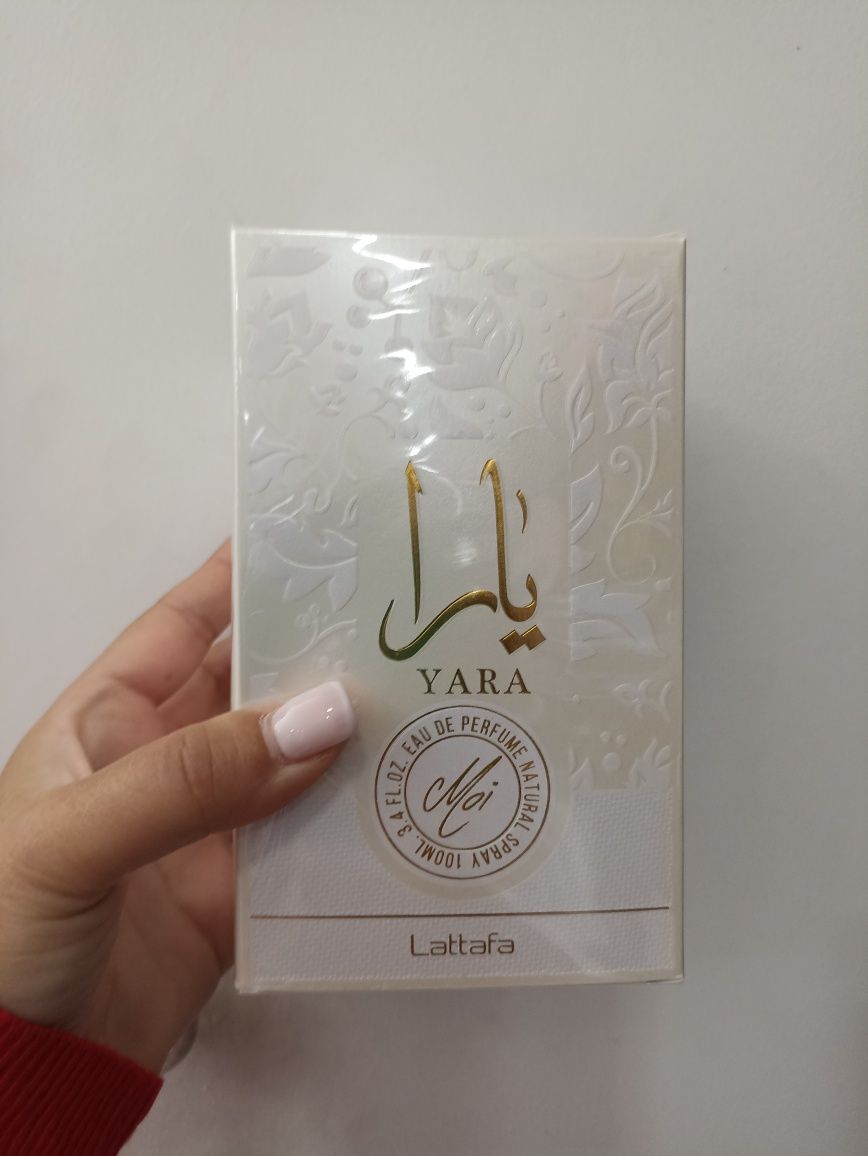 يارا
YARA
3.4 FL.OZ. EAU DE PERFUME NATURAL SPRAY 100ML.
Moi
Lattafa